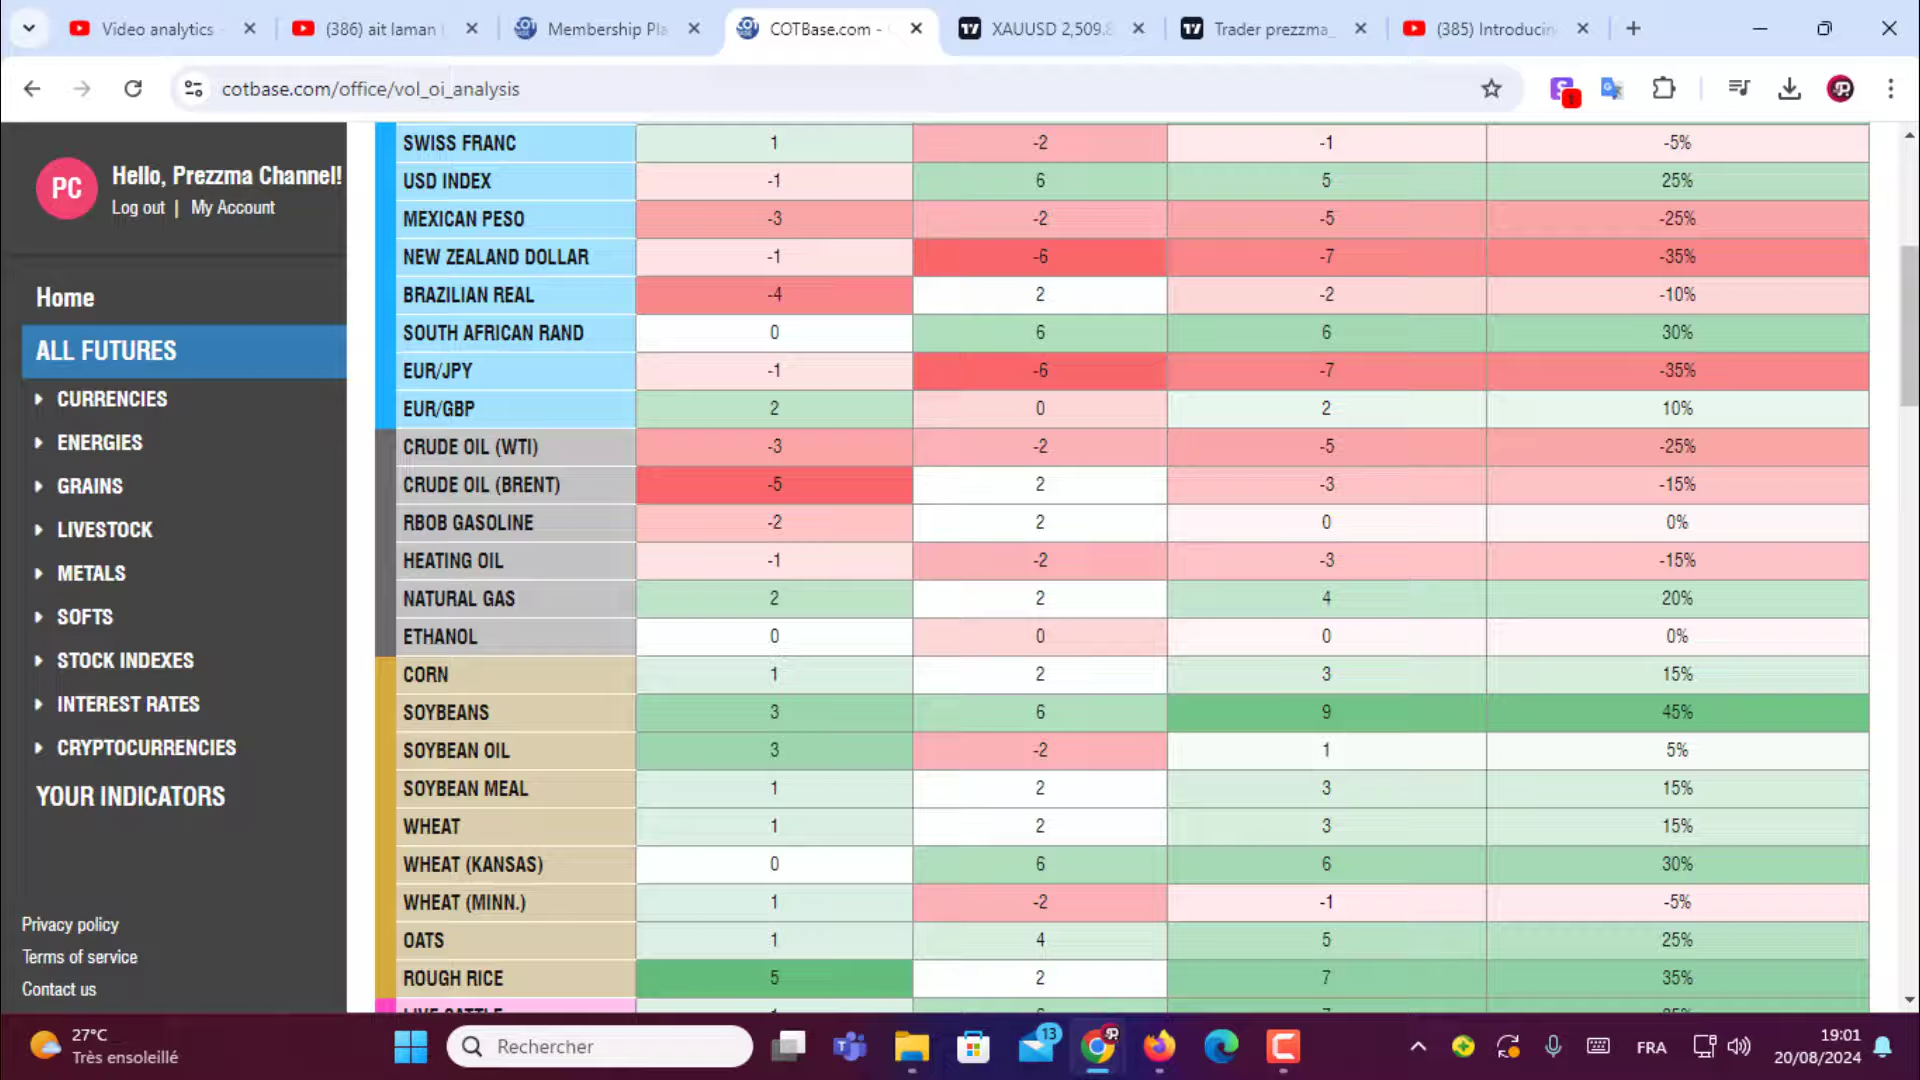 Video analytics
(386) ait laman
Membership Pla
COTBase.com -
XAUUSD 2,509.8
Trader prezzma_
(385) Introducin
cotbase.com/office/vol_oi_analysis
PC
Hello, Prezzma Channel!
Log out | My Account
Home
ALL FUTURES
CURRENCIES
ENERGIES
GRAINS
LIVESTOCK
METALS
SOFTS
STOCK INDEXES
INTEREST RATES
CRYPTOCURRENCIES
YOUR INDICATORS
Privacy policy
Terms of service
Contact us
SWISS FRANC 1 -2 -1 -5%
USD INDEX -1 6 5 25%
MEXICAN PESO -3 -2 -5 -25%
NEW ZEALAND DOLLAR -1 -6 -7 -35%
BRAZILIAN REAL -4 2 -2 -10%
SOUTH AFRICAN RAND 0 6 6 30%
EUR/JPY -1 -6 -7 -35%
EUR/GBP 2 0 2 10%
CRUDE OIL (WTI) -3 -2 -5 -25%
CRUDE OIL (BRENT) -5 2 -3 -15%
RBOB GASOLINE -2 2 0 0%
HEATING OIL -1 -2 -3 -15%
NATURAL GAS 2 2 4 20%
ETHANOL 0 0 0 0%
CORN 1 2 3 15%
SOYBEANS 3 6 9 45%
SOYBEAN OIL 3 -2 1 5%
SOYBEAN MEAL 1 2 3 15%
WHEAT 1 2 3 15%
WHEAT (KANSAS) 0 6 6 30%
WHEAT (MINN.) 1 -2 -1 -5%
OATS 1 4 5 25%
ROUGH RICE 5 2 7 35%
27°C
Très ensoleillé
Rechercher
13
FRA
19:01
20/08/2024